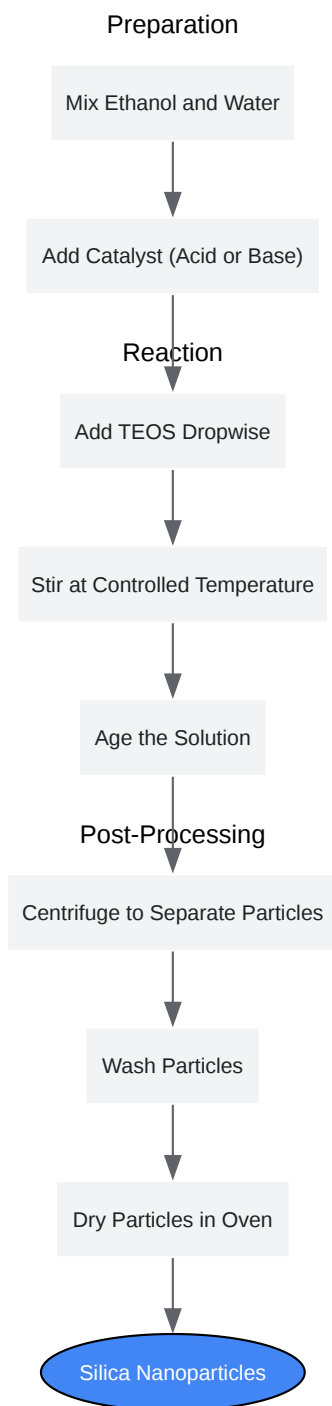 Preparation
Mix Ethanol and Water
Add Catalyst (Acid or Base)
Reaction
Add TEOS Dropwise
Stir at Controlled Temperature
Age the Solution
Post-Processing
Centrifuge to Separate Particles
Wash Particles
Dry Particles in Oven
Silica Nanoparticles